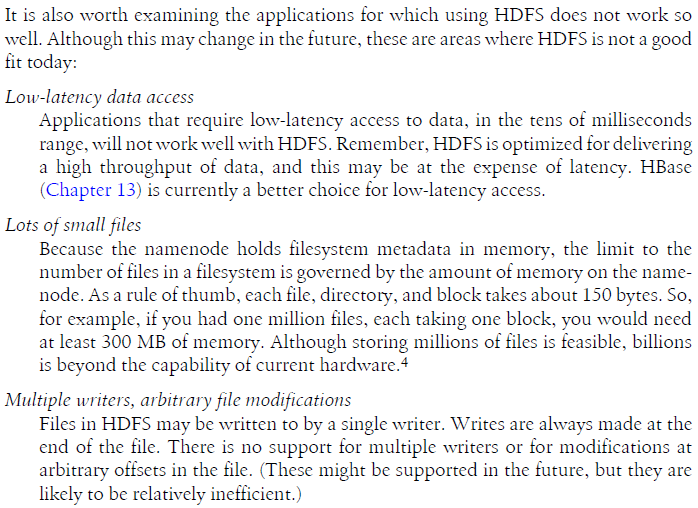 It is also worth examining the applications for which using HDFS does not work so
well. Although this may change in the future, these are areas where HDFS is not a good
fit today:
Low-latency data access
Applications that require low-latency access to data, in the tens of milliseconds
range, will not work well with HDFS. Remember, HDFS is optimized for delivering
a high throughput of data, and this may be at the expense of latency. HBase
(Chapter 13) is currently a better choice for low-latency access.
Lots of small files
Because the namenode holds filesystem metadata in memory, the limit to the
number of files in a filesystem is governed by the amount of memory on the name-
node. As a rule of thumb, each file, directory, and block takes about 150 bytes. So,
for example, if you had one million files, each taking one block, you would need
at least 300 MB of memory. Although storing millions of files is feasible, billions
is beyond the capability of current hardware.4
Multiple writers, arbitrary file modifications
Files in HDFS may be written to by a single writer. Writes are always made at the
end of the file. There is no support for multiple writers or for modifications at
arbitrary offsets in the file. (These might be supported in the future, but they are
likely to be relatively inefficient.)